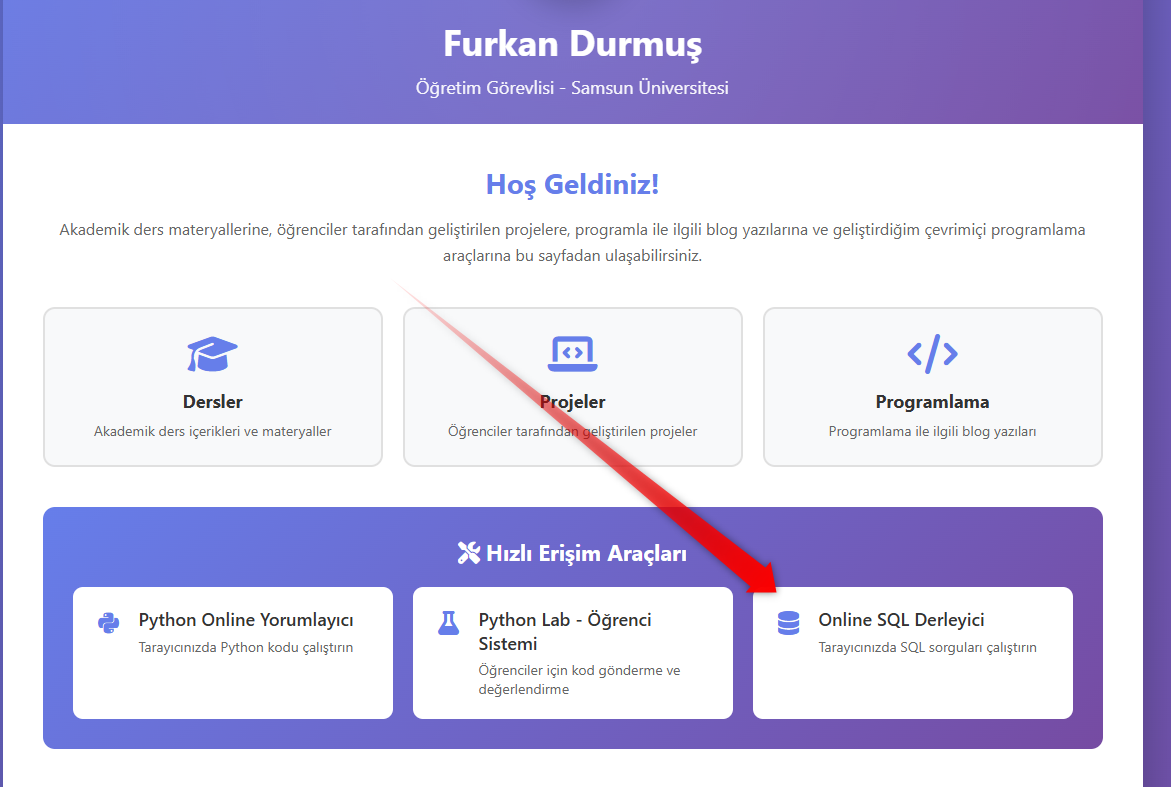 Furkan Durmuş
Öğretim Görevlisi - Samsun Üniversitesi
Hoş Geldiniz!
Akademik ders materyallerine, öğrenciler tarafından geliştirilen projelere, programla ile ilgili blog yazılarına ve geliştirdiğim çevrimiçi programlama
araçlarına bu sayfadan ulaşabilirsiniz.
Dersler
Akademik ders içerikleri ve materyaller
Projeler
Öğrenciler tarafından geliştirilen projeler
Programlama
Programlama ile ilgili blog yazıları
Hızlı Erişim Araçları
Python Online Yorumlayıcı
Tarayıcınızda Python kodu çalıştırın
Python Lab - Öğrenci
Sistemi
Öğrenciler için kod gönderme ve
değerlendirme
Online SQL Derleyici
Tarayıcınızda SQL sorguları çalıştırın